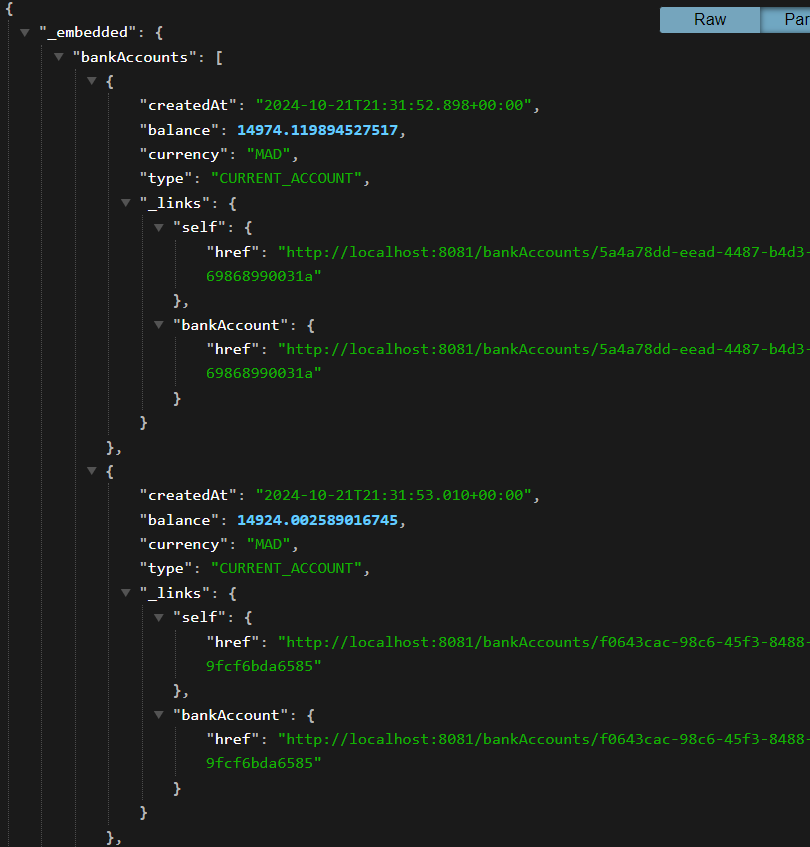 {
"_embedded": {
Raw
Par
"bankAccounts": [
{
"createdAt": "2024-10-21T21:31:52.898+00:00",
"balance": 14974.119894527517,
"currency": "MAD",
"type": "CURRENT_ACCOUNT",
"_links": {
"self": {
"href": "http://localhost:8081/bankAccounts/5a4a78dd-eead-4487-b4d3-
69868990031a"
},
"bankAccount": {
"href": "http://localhost:8081/bankAccounts/5a4a78dd-eead-4487-b4d3-
69868990031a"
}
}
},
{
"createdAt": "2024-10-21T21:31:53.010+00:00",
"balance": 14924.002589016745,
"currency": "MAD",
"type": "CURRENT_ACCOUNT",
"_links": {
"self": {
"href": "http://localhost:8081/bankAccounts/f0643cac-98c6-45f3-8488-
9fcf6bda6585"
},
"bankAccount": {
"href": "http://localhost:8081/bankAccounts/f0643cac-98c6-45f3-8488-
9fcf6bda6585"
}
}
},